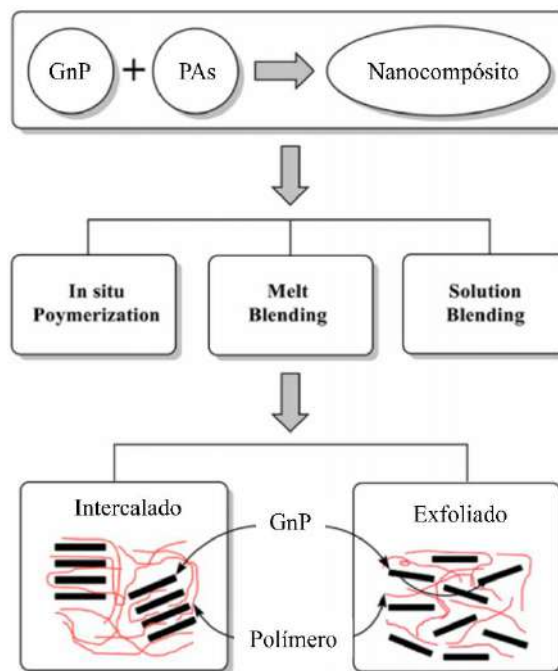 GnP + PAs
Nanocompósito
In situ
Poymerization
Melt
Blending
Solution
Blending
Intercalado
GnP
Exfoliado
Polímero